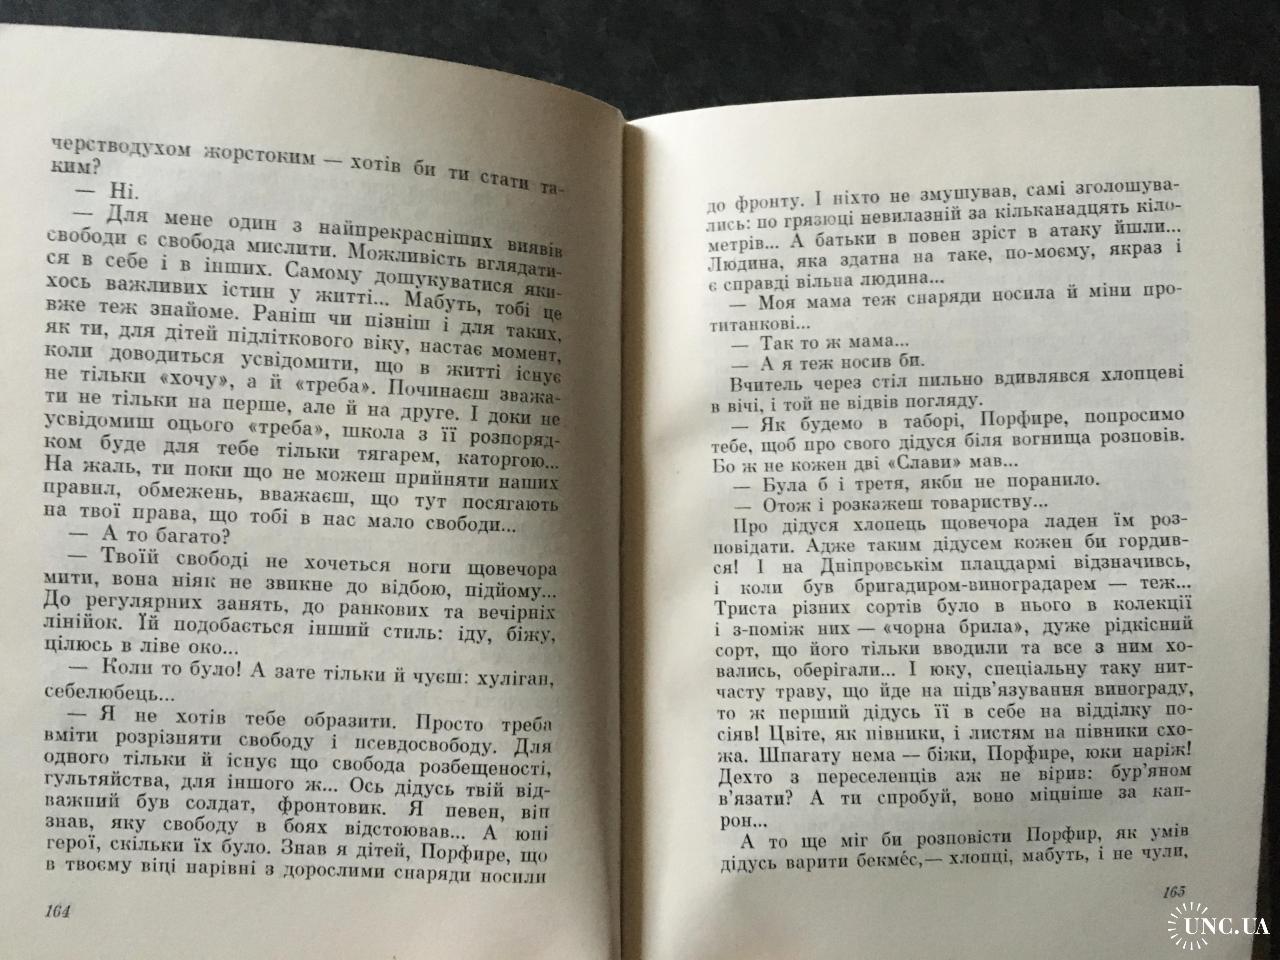 черстводухом жорстоким — хотів би ти стати та-
ким?
— Ні.
— Для мене один з найпрекрасніших виявів
свободи є свобода мислити. Можливість вглядати-
ся в себе і в інших. Самому дошукуватися яки-
хось важливих істин у житті... Мабуть, тобі це
вже теж знайоме. Раніш чи пізніш і для таких,
як ти, для дітей підліткового віку, настає момент,
коли доводиться усвідомити, що в житті існує
не тільки «хочу», а й «треба». Починаєш зважа-
ти не тільки на перше, але й на друге. І доки не
усвідомиш оцього «треба», школа з її розпоряд-
ком буде для тебе тільки тягарем, каторгою...
На жаль, ти поки що не можеш прийняти наших
правил, обмежень, вважаєш, що тут посягають
на твої права, що тобі в нас мало свободи...
— А то багато?
— Твоїй свободі не хочеться ноги щовечора
мити, вона ніяк не звикне до відбою, підйому...
До регулярних занять, до ранкових та вечірніх
лінійок. Їй подобається інший стиль: іду, біжу,
цілюсь в ліве око...
— Коли то було! А зате тільки й чуєш: хуліган,
себелюбець...
— Я не хотів тебе образити. Просто треба
вміти розрізняти свободу і псевдосвободу. Для
одного тільки й існує що свобода розбещеності,
гультяйства, для іншого ж... Ось дідусь твій від-
важний був солдат, фронтовик. Я певен, він
знав, яку свободу в боях відстоював... А юні
герої, скільки їх було. Знав я дітей, Порфире, що
в твоєму віці нарівні з дорослими снаряди носили
164
до фронту. І ніхто не змушував, самі зголошува-
лись: по грязюці невилазній за кільканадцять кіло-
метрів... А батьки в повен зріст в атаку йшли...
Людина, яка здатна на таке, по-моєму, якраз і
є справді вільна людина...
— Моя мама теж снаряди носила й міни про-
титанкові...
— Так то ж мама...
— А я теж носив би.
Вчитель через стіл пильно вдивлявся хлопцеві
в вічі, і той не відвів погляду.
— Як будемо в таборі, Порфире, попросимо
тебе, щоб про свого дідуся біля вогнища розповів.
Бо ж не кожен дві «Слави» мав...
— Була б і третя, якби не поранило.
— Отож і розкажеш товариству...
Про дідуся хлопець щовечора ладен їм роз-
повідати. Адже таким дідусем кожен би гордив-
ся! І на Дніпровськім плацдармі відзначивсь,
і коли був бригадиром-виноградарем — теж...
Триста різних сортів було в нього в колекції
і з-поміж них — «чорна брила», дуже рідкісний
сорт, що його тільки вводили та все з ним хо-
вались, оберігали... І юку, спеціальну таку нит-
часту траву, що йде на підв'язування винограду,
то ж перший дідусь її в себе на відділку по-
сіяв! Цвіте, як півники, і листям на півники схо-
жа. Шпагату нема — біжи, Порфире, юки наріж!
Дехто з переселенців аж не вірив: бур'яном
в'язати? А ти спробуй, воно міцніше за кап-
рон...
А то ще міг би розповісти Порфир, як умів
дідусь варити бекме́с,— хлопці, мабуть, і не чули,
165
UNC.UA